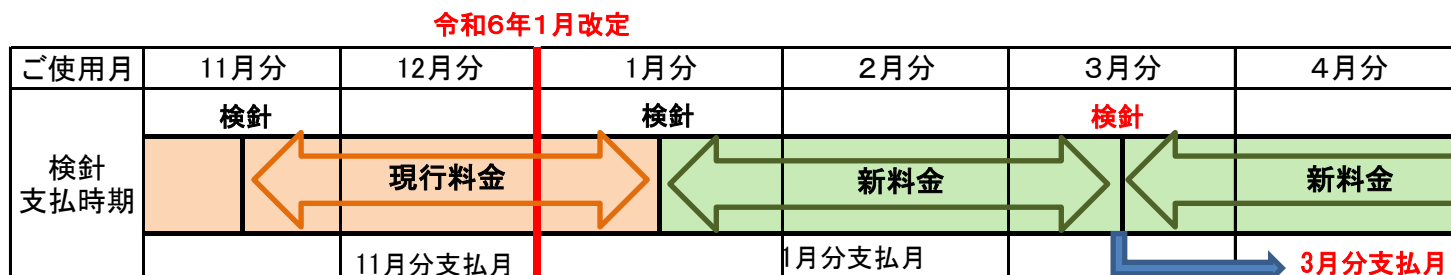 令和６年１月改定
ご使用月 11月分 12月分 １月分 ２月分 ３月分 ４月分
検針 検針 検針
検針
支払時期
現行料金 新料金 新料金
11月分支払月 1月分支払月 3月分支払月